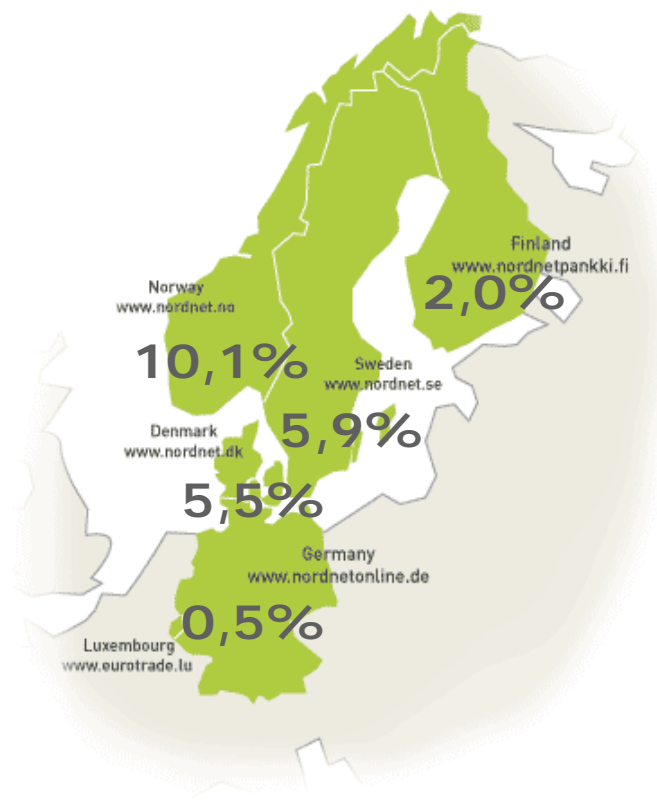 Finland
www.nordnetpankki.fi
2,0%
Norway
www.nordnet.no
10,1%
Sweden
www.nordnet.se
5,9%
Denmark
www.nordnet.dk
5,5%
Germany
www.nordnetonline.de
0,5%
Luxembourg
www.eurotrade.lu